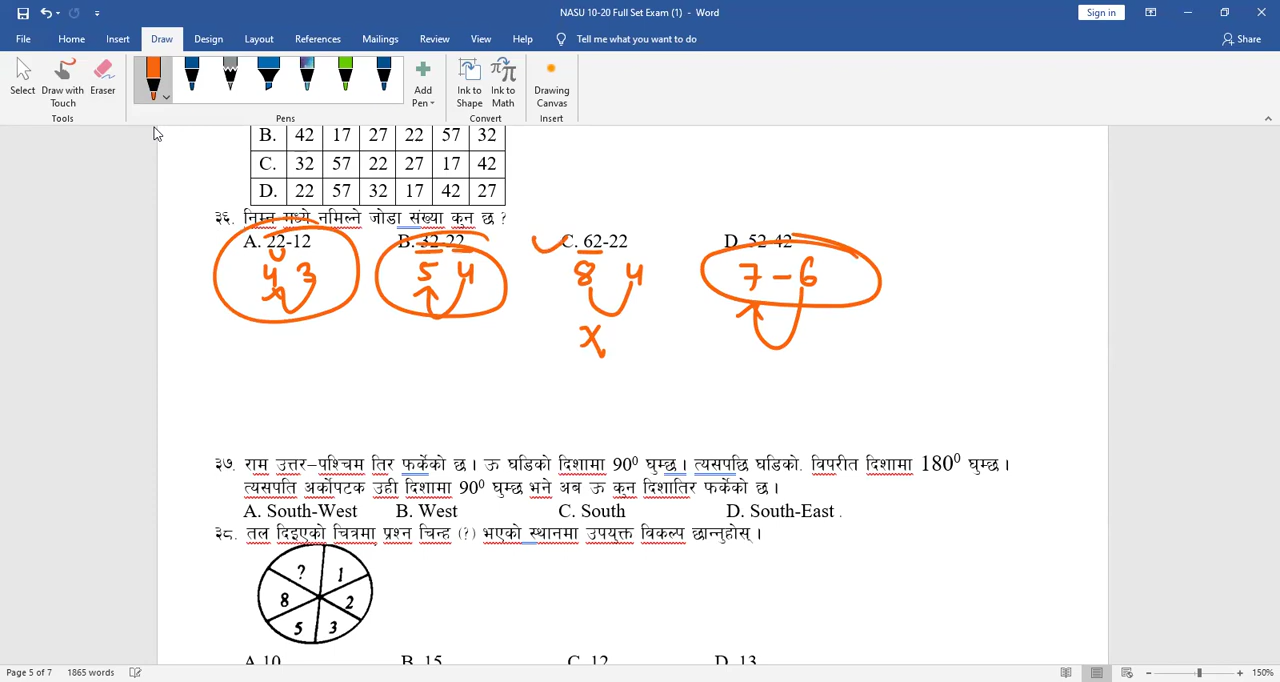 NASU 10-20 Full Set Exam (1) - Word
Sign in
File Home Insert Draw Design Layout References Mailings Review View Help Tell me what you want to do Share
Select Draw with Touch Eraser Add Pen Ink to Shape Ink to Math Drawing Canvas
Tools Pens Convert Insert
B. 42 17 27 22 57 32
C. 32 57 22 27 17 42
D. 22 57 32 17 42 27
३६. निम्न मध्ये नमिल्ने जोडा संख्या कुन छ ?
A. 22-12 B. 32-22 C. 62-22 D. 52-42
4 3 5 4 8 4 7 - 6
x
३७. राम उत्तर-पश्चिम तिर फर्केको छ। ऊ घडिको दिशामा 90⁰ घुम्छ। त्यसपछि घडिको. विपरीत दिशामा 180⁰ घुम्छ।
त्यसपति अर्कोपटक उही दिशामा 90⁰ घुम्छ भने अब ऊ कुन दिशातिर फर्केको छ।
A. South-West B. West C. South D. South-East .
३८. तल दिइएको चित्रमा प्रश्न चिन्ह (?) भएको स्थानमा उपयुक्त विकल्प छान्नुहोस्।
? 1
8 2
5 3
A. 10 B. 15 C. 12 D. 13
Page 5 of 7 1865 words 150%